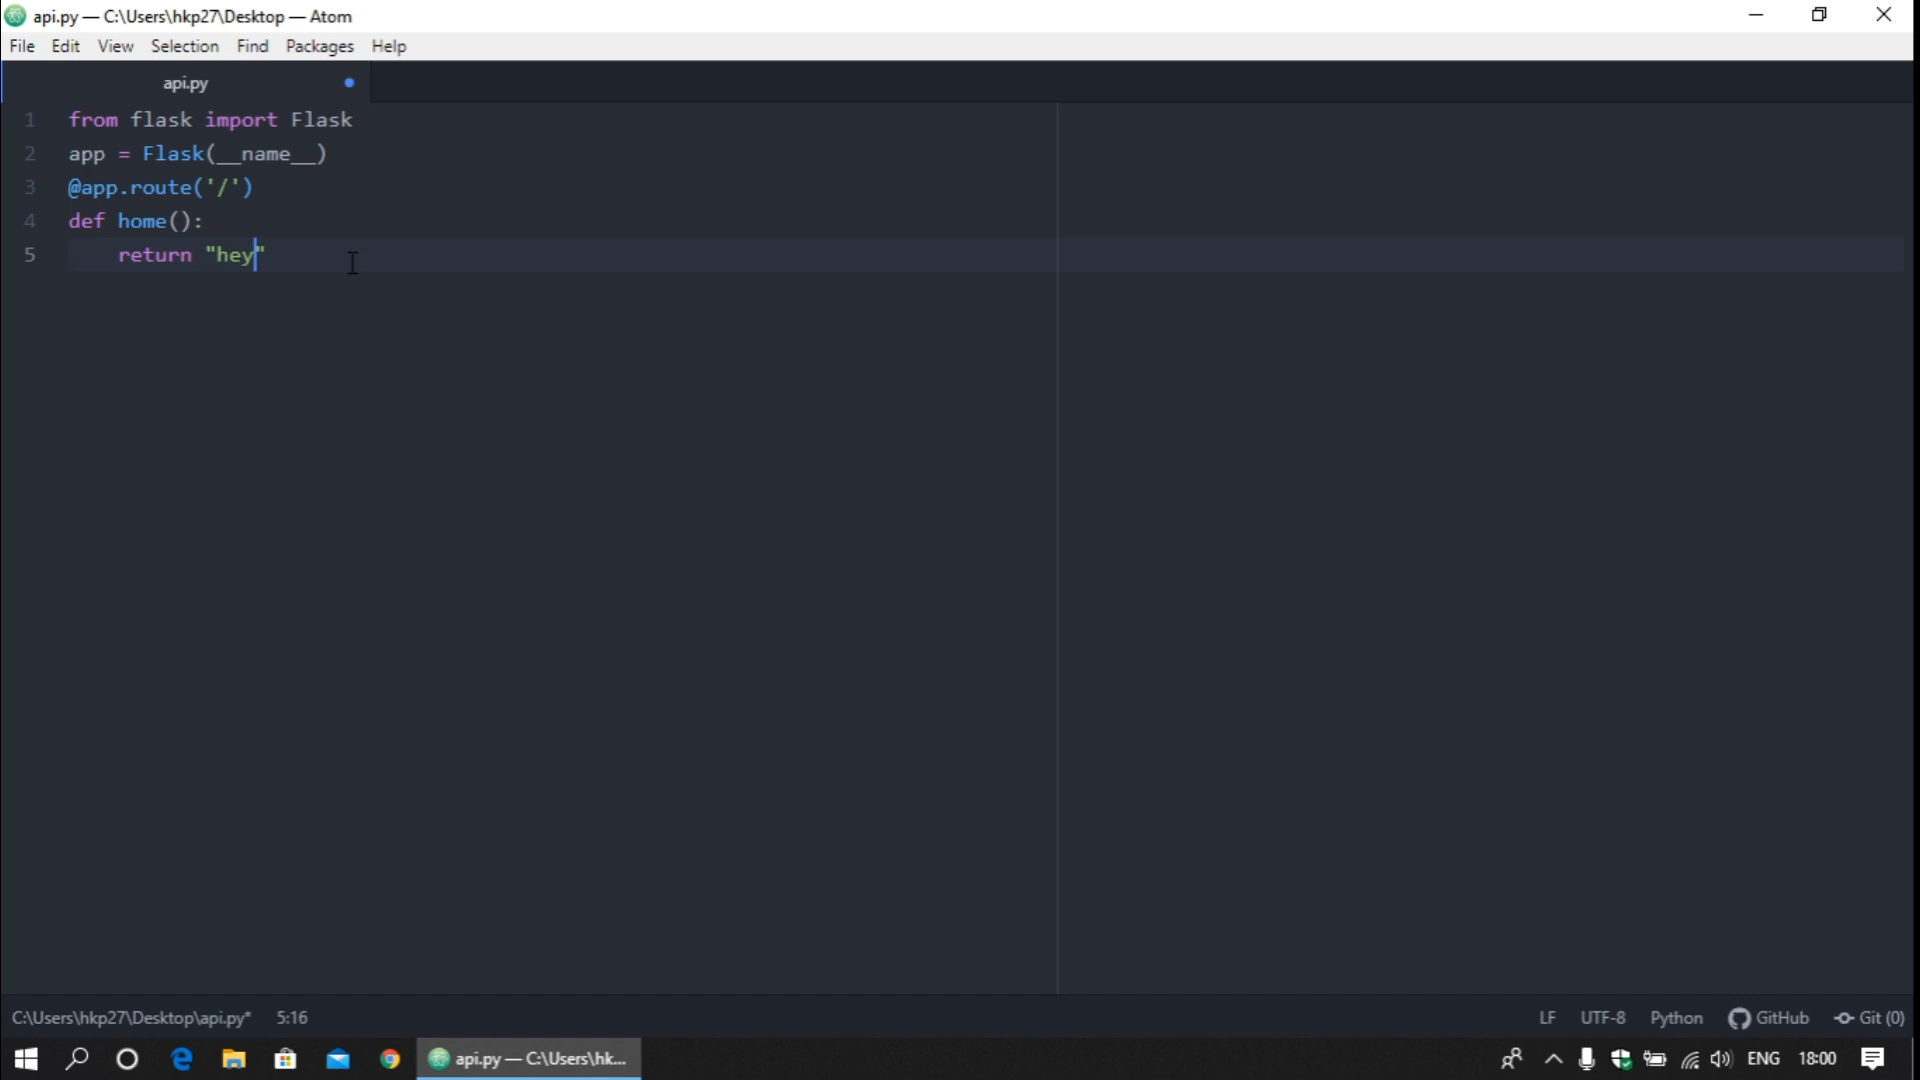 api.py — C:\Users\hkp27\Desktop — Atom
File Edit View Selection Find Packages Help
api.py
1 from flask import Flask
2 app = Flask(__name__)
3 @app.route('/')
4 def home():
5     return "hey"
C:\Users\hkp27\Desktop\api.py* 5:16 LF UTF-8 Python GitHub Git (0)
api.py — C:\Users\hk... ENG 18:00